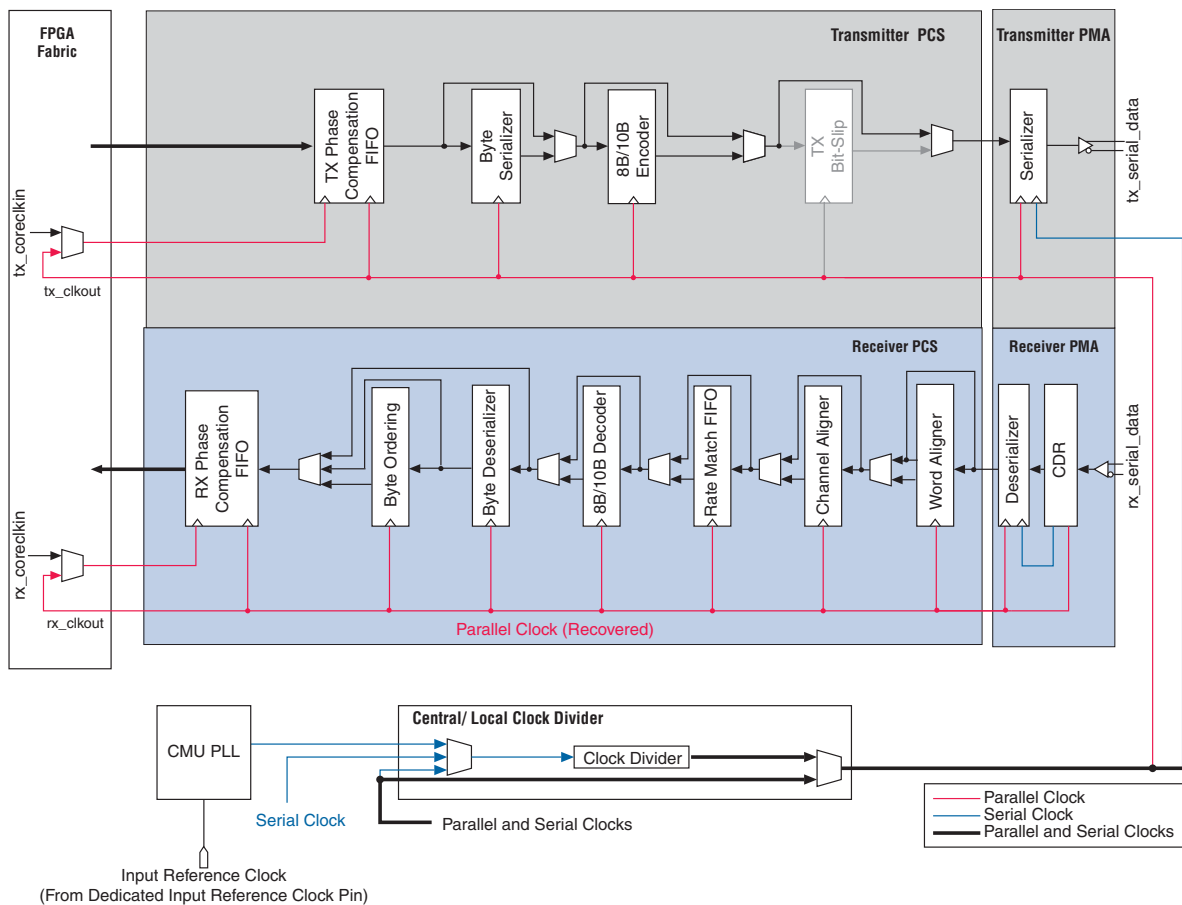 FPGA
Fabric
Transmitter PCS
Transmitter PMA
TX Phase
Compensation
FIFO
Byte
Serializer
8B/10B
Encoder
TX
Bit-Slip
Serializer
tx_serial_data
tx_coreclkin
tx_clkout
Receiver PCS
Receiver PMA
RX Phase
Compensation
FIFO
Byte Ordering
Byte Deserializer
8B/10B Decoder
Rate Match FIFO
Channel Aligner
Word Aligner
Deserializer
CDR
rx_serial_data
rx_coreclkin
rx_clkout
Parallel Clock (Recovered)
Central/ Local Clock Divider
CMU PLL
Clock Divider
Serial Clock
Parallel and Serial Clocks
Parallel Clock
Serial Clock
Parallel and Serial Clocks
Input Reference Clock
(From Dedicated Input Reference Clock Pin)